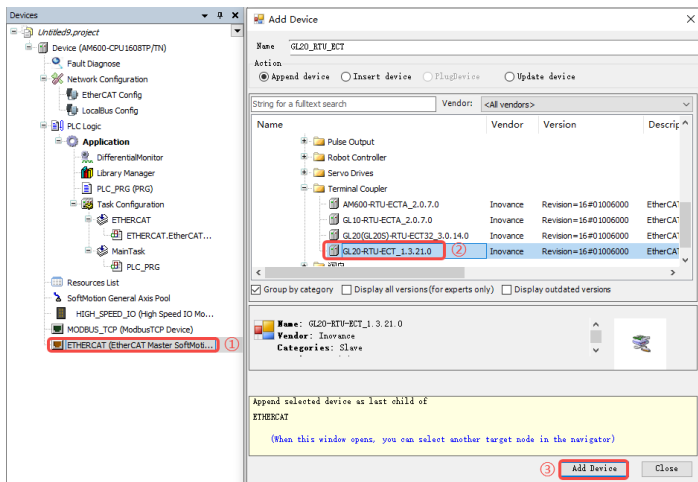 Devices
Untitled9.project
Device (AM600-CPU1608TP/TN)
Fault Diagnose
Network Configuration
EtherCAT Config
LocalBus Config
PLC Logic
Application
DifferentialMonitor
Library Manager
PLC_PRG (PRG)
Task Configuration
ETHERCAT
ETHERCAT.EtherCAT...
MainTask
PLC_PRG
Resources List
SoftMotion General Axis Pool
HIGH_SPEED_IO (High Speed IO Mo...
MODBUS_TCP (ModbusTCP Device)
ETHERCAT (EtherCAT Master SoftMoti... ①
Add Device
Name GL20_RTU_ECT
Action
Append device Insert device PlugDevice Update device
String for a fulltext search Vendor: <All vendors>
Name Vendor Version Descrip
Pulse Output
Robot Controller
Servo Drives
Terminal Coupler
AM600-RTU-ECTA_2.0.7.0 Inovance Revision=16#01006000 EtherCAT
GL10-RTU-ECTA_2.0.7.0 Inovance Revision=16#01006000 EtherCAT
GL20(GL20S)-RTU-ECT32_3.0.14.0 Inovance Revision=16#01006000 EtherCAT
GL20-RTU-ECT_1.3.21.0 ② Inovance Revision=16#01006000 EtherCAT
Group by category Display all versions (for experts only) Display outdated versions
Name: GL20-RTU-ECT_1.3.21.0
Vendor: Inovance
Categories: Slave
Append selected device as last child of
ETHERCAT
(When this window opens, you can select another target node in the navigator)
③ Add Device Close